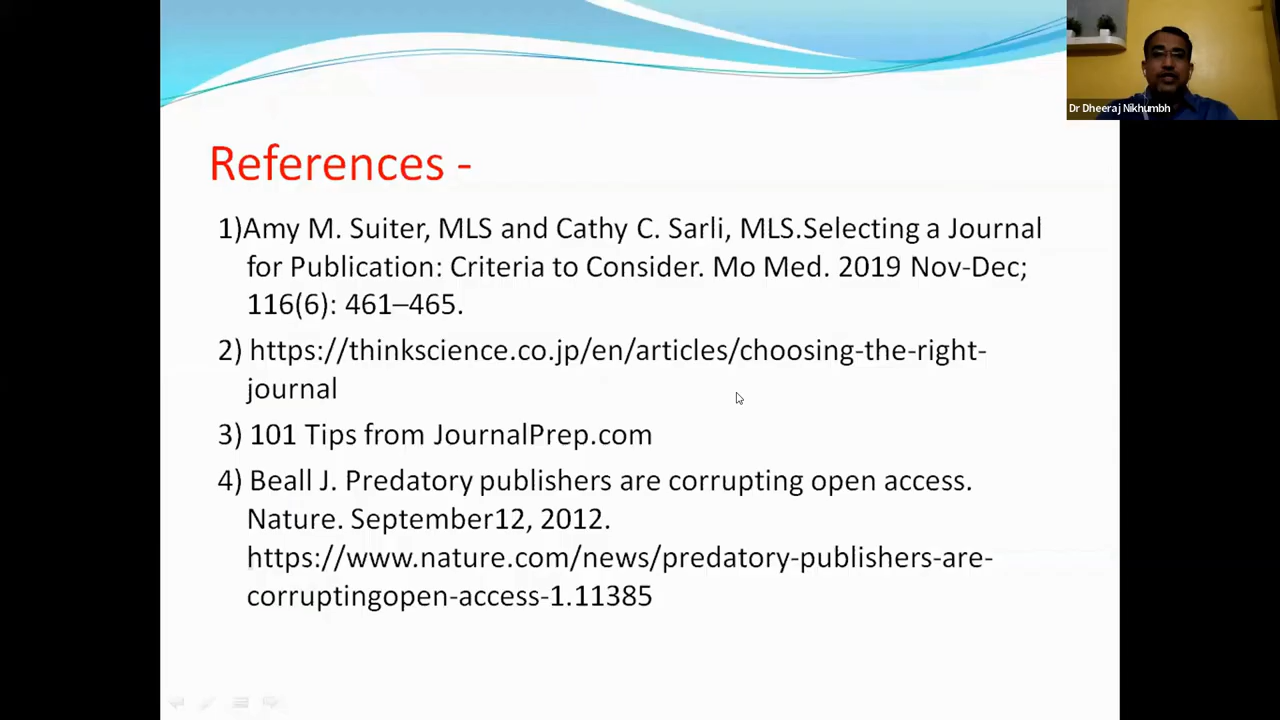 Dr Dheeraj Nikhumbh
References -
1)Amy M. Suiter, MLS and Cathy C. Sarli, MLS.Selecting a Journal
for Publication: Criteria to Consider. Mo Med. 2019 Nov-Dec;
116(6): 461–465.
2) https://thinkscience.co.jp/en/articles/choosing-the-right-
journal
3) 101 Tips from JournalPrep.com
4) Beall J. Predatory publishers are corrupting open access.
Nature. September12, 2012.
https://www.nature.com/news/predatory-publishers-are-
corruptingopen-access-1.11385